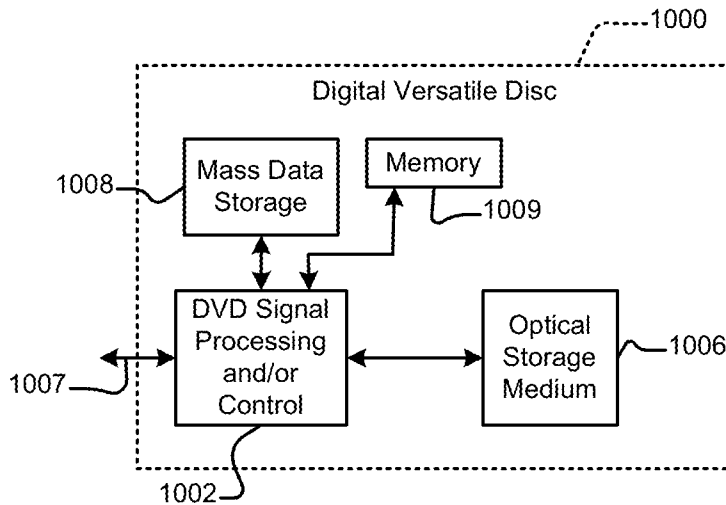 1000
Digital Versatile Disc
Mass Data
Storage
1008
Memory
1009
DVD Signal
Processing
and/or
Control
Optical
Storage
Medium
1006
1007
1002